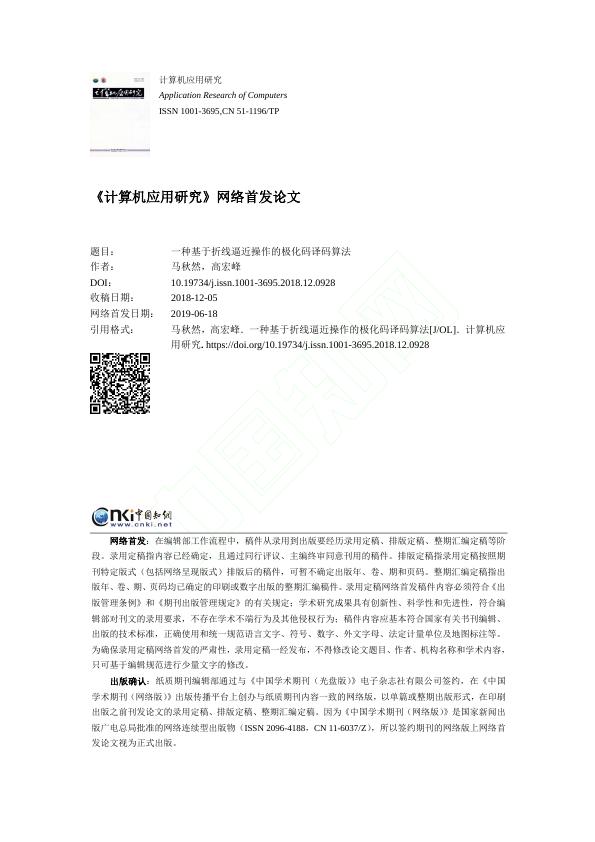 计算机应用研究
计算机应用研究
Application Research of Computers
ISSN 1001-3695,CN 51-1196/TP
《计算机应用研究》网络首发论文
题目： 一种基于折线逼近操作的极化码译码算法
作者： 马秋然，高宏峰
DOI： 10.19734/j.issn.1001-3695.2018.12.0928
收稿日期： 2018-12-05
网络首发日期： 2019-06-18
引用格式： 马秋然，高宏峰．一种基于折线逼近操作的极化码译码算法[J/OL]．计算机应
用研究. https://doi.org/10.19734/j.issn.1001-3695.2018.12.0928
中国知网
cnki 中国知网
www.cnki.net
网络首发：在编辑部工作流程中，稿件从录用到出版要经历录用定稿、排版定稿、整期汇编定稿等阶
段。录用定稿指内容已经确定，且通过同行评议、主编终审同意刊用的稿件。排版定稿指录用定稿按照期
刊特定版式（包括网络呈现版式）排版后的稿件，可暂不确定出版年、卷、期和页码。整期汇编定稿指出
版年、卷、期、页码均已确定的印刷或数字出版的整期汇编稿件。录用定稿网络首发稿件内容必须符合《出
版管理条例》和《期刊出版管理规定》的有关规定；学术研究成果具有创新性、科学性和先进性，符合编
辑部对刊文的录用要求，不存在学术不端行为及其他侵权行为；稿件内容应基本符合国家有关书刊编辑、
出版的技术标准，正确使用和统一规范语言文字、符号、数字、外文字母、法定计量单位及地图标注等。
为确保录用定稿网络首发的严肃性，录用定稿一经发布，不得修改论文题目、作者、机构名称和学术内容，
只可基于编辑规范进行少量文字的修改。
出版确认：纸质期刊编辑部通过与《中国学术期刊（光盘版）》电子杂志社有限公司签约，在《中国
学术期刊（网络版）》出版传播平台上创办与纸质期刊内容一致的网络版，以单篇或整期出版形式，在印刷
出版之前刊发论文的录用定稿、排版定稿、整期汇编定稿。因为《中国学术期刊（网络版）》是国家新闻出
版广电总局批准的网络连续型出版物（ISSN 2096-4188，CN 11-6037/Z），所以签约期刊的网络版上网络首
发论文视为正式出版。